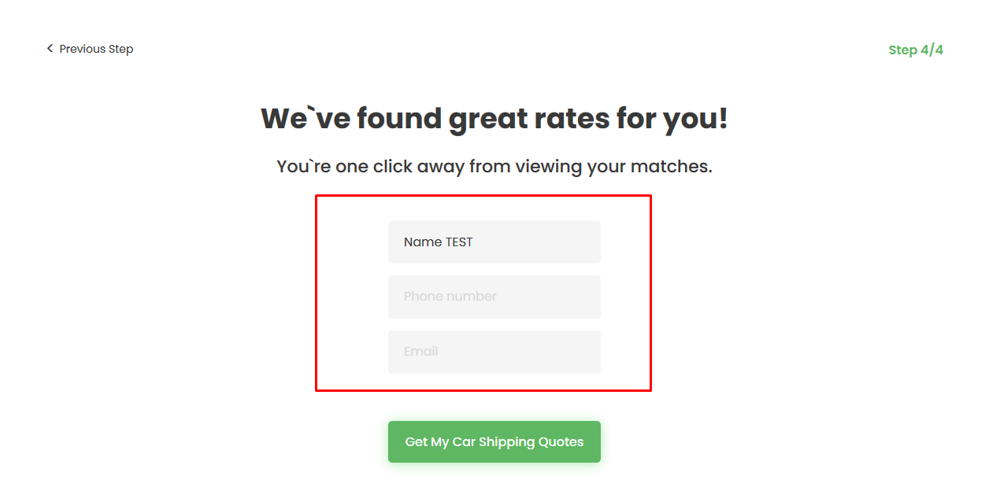 Previous Step
Step 4/4
We`ve found great rates for you!
You`re one click away from viewing your matches.
Name TEST
Phone number
Email
Get My Car Shipping Quotes